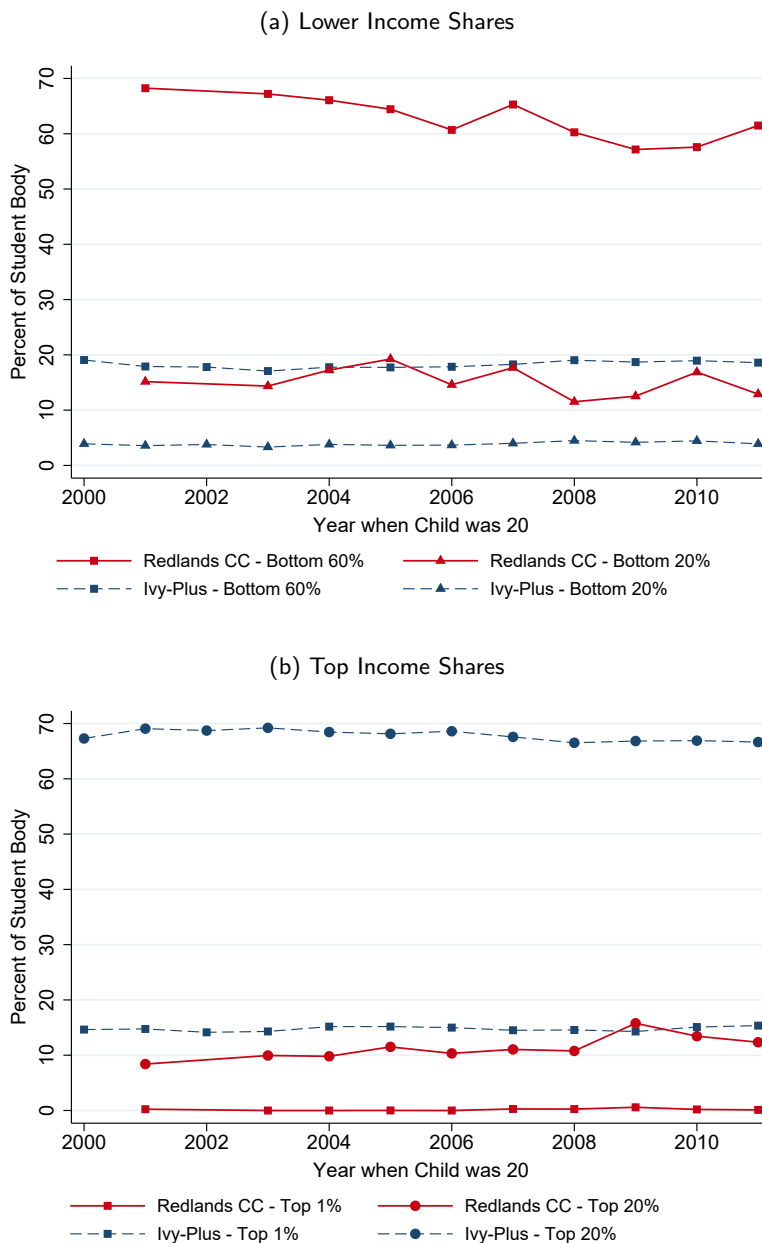 (a) Lower Income Shares
70
60
50
40
30
20
10
0
Percent of Student Body
2000 2002 2004 2006 2008 2010
Year when Child was 20
Redlands CC - Bottom 60% Redlands CC - Bottom 20%
Ivy-Plus - Bottom 60% Ivy-Plus - Bottom 20%
(b) Top Income Shares
70
60
50
40
30
20
10
0
Percent of Student Body
2000 2002 2004 2006 2008 2010
Year when Child was 20
Redlands CC - Top 1% Redlands CC - Top 20%
Ivy-Plus - Top 1% Ivy-Plus - Top 20%